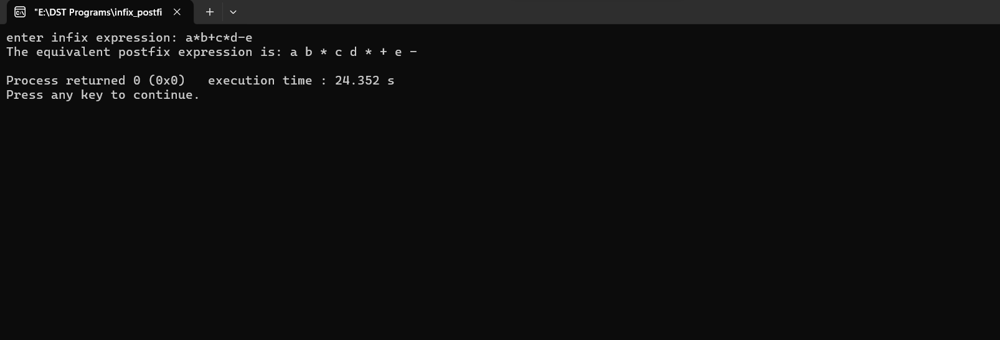 "E:\DST Programs\infix_postfi
enter infix expression: a*b+c*d-e
The equivalent postfix expression is: a b * c d * + e -
Process returned 0 (0x0)   execution time : 24.352 s
Press any key to continue.